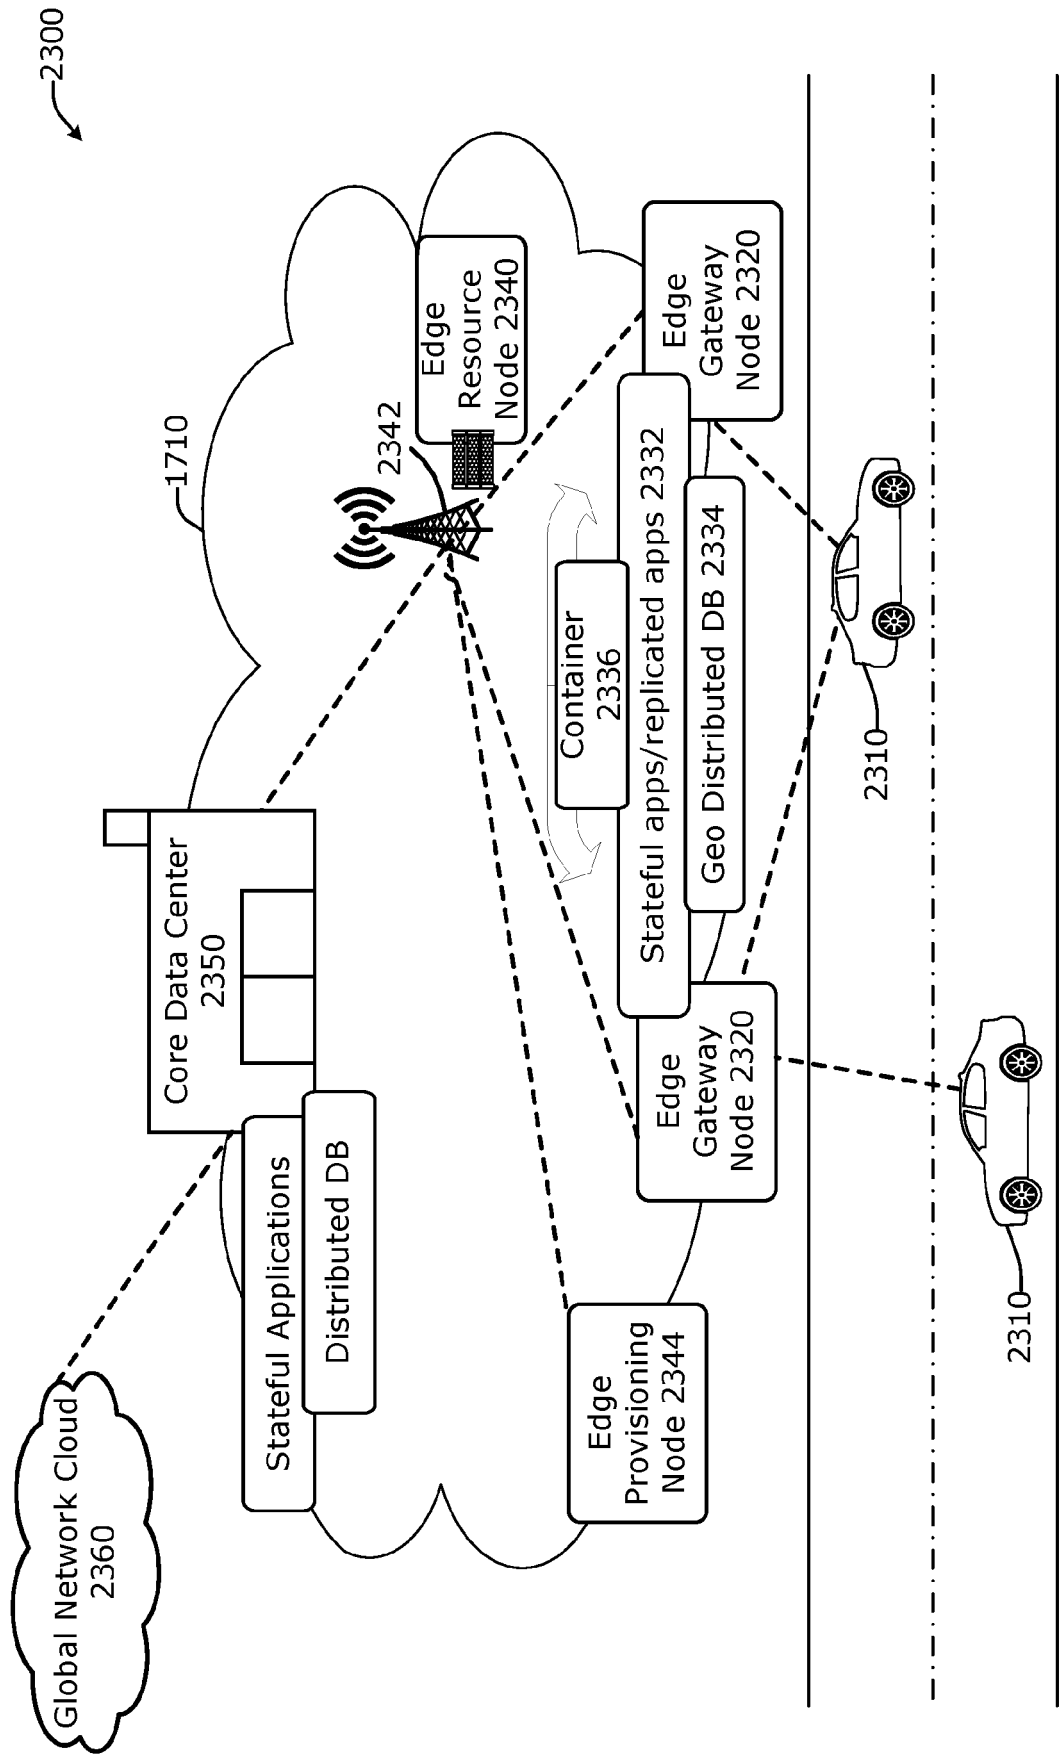 2300
Global Network Cloud
2360
Core Data Center
2350
1710
Stateful Applications
Distributed DB
2342
Edge
Resource
Node 2340
Container
2336
Stateful apps/replicated apps 2332
Geo Distributed DB 2334
Edge
Provisioning
Node 2344
Edge
Gateway
Node 2320
Edge
Gateway
Node 2320
2310
2310